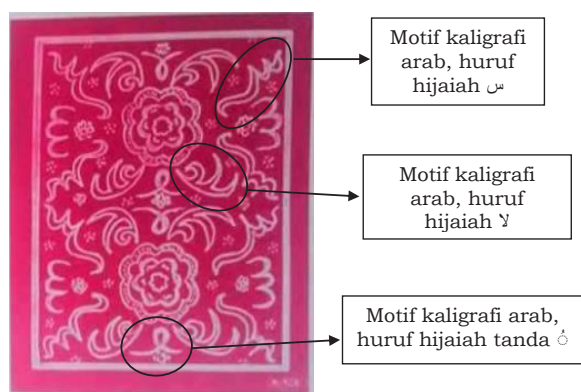 Motif kaligrafi
arab, huruf
hijaiah س
Motif kaligrafi
arab, huruf
hijaiah لا
Motif kaligrafi arab,
huruf hijaiah tanda ُ